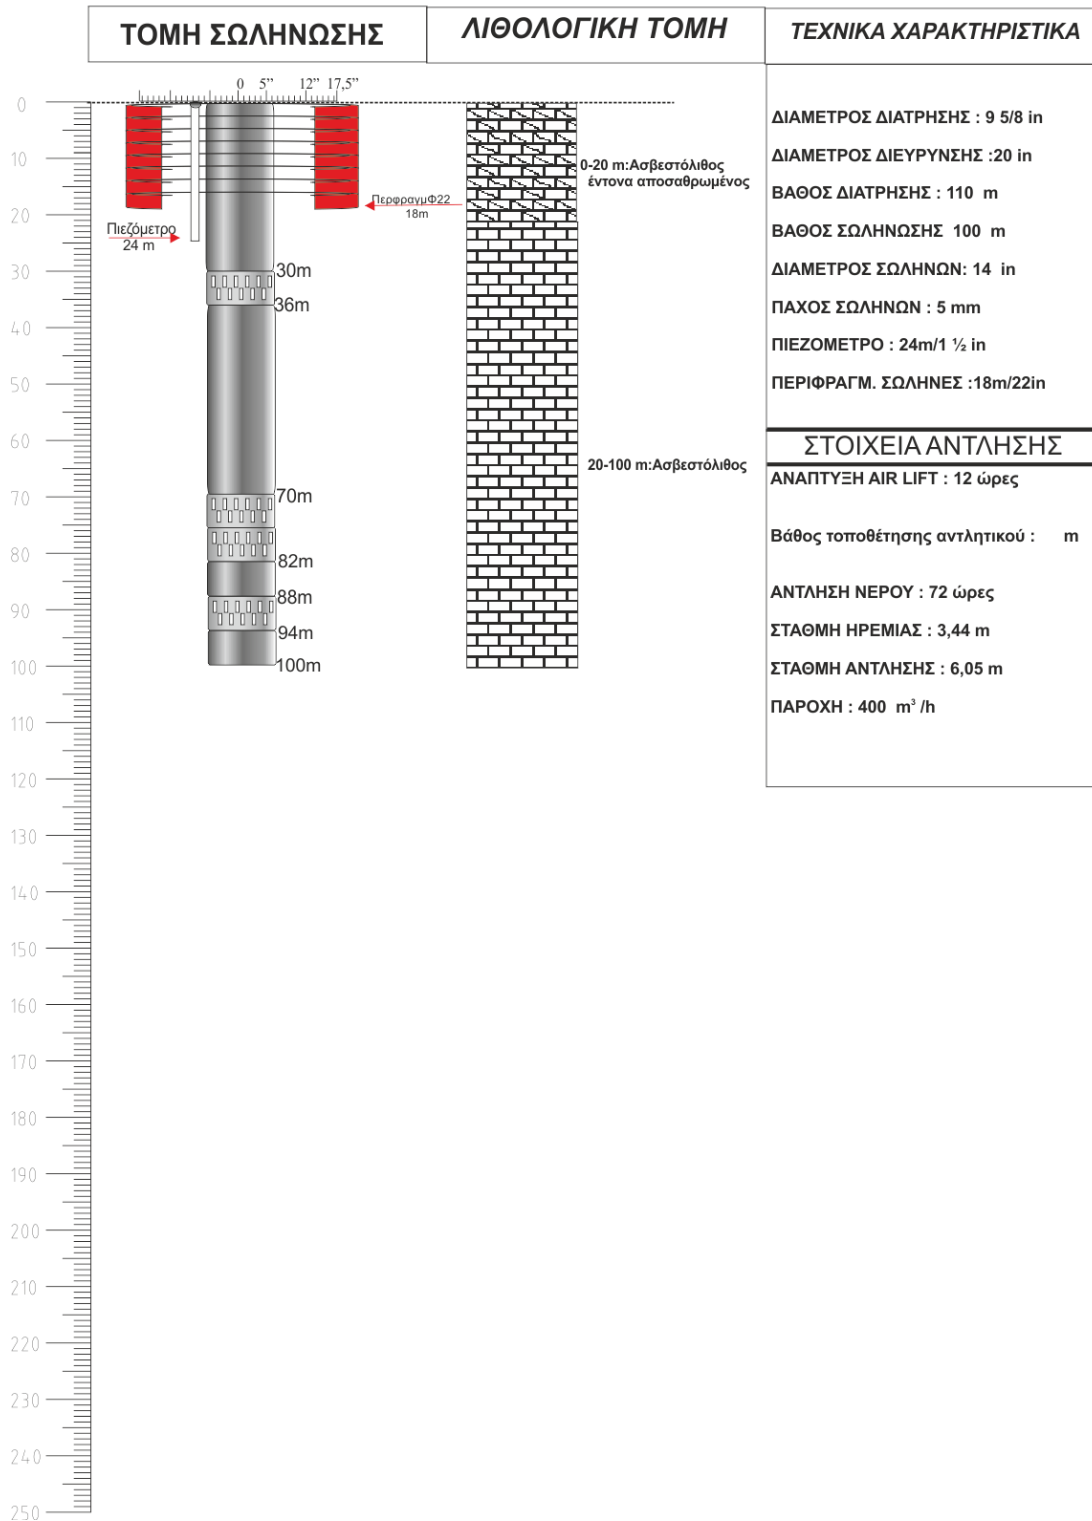 ΤΟΜΗ ΣΩΛΗΝΩΣΗΣ
ΛΙΘΟΛΟΓΙΚΗ ΤΟΜΗ
ΤΕΧΝΙΚΑ ΧΑΡΑΚΤΗΡΙΣΤΙΚΑ
0 5’’ 12’’ 17,5’’
0
10
20
30
40
50
60
70
80
90
100
110
120
130
140
150
160
170
180
190
200
210
220
230
240
250
Πιεζόμετρο
24 m
ΠερφραγμΦ22
18m
30m
36m
70m
82m
88m
94m
100m
0-20 m:Ασβεστόλιθος
έντονα αποσαθρωμένος
20-100 m:Ασβεστόλιθος
ΔΙΑΜΕΤΡΟΣ ΔΙΑΤΡΗΣΗΣ : 9 5/8 in
ΔΙΑΜΕΤΡΟΣ ΔΙΕΥΡΥΝΣΗΣ :20 in
ΒΑΘΟΣ ΔΙΑΤΡΗΣΗΣ : 110 m
ΒΑΘΟΣ ΣΩΛΗΝΩΣΗΣ 100 m
ΔΙΑΜΕΤΡΟΣ ΣΩΛΗΝΩΝ: 14 in
ΠΑΧΟΣ ΣΩΛΗΝΩΝ : 5 mm
ΠΙΕΖΟΜΕΤΡΟ : 24m/1 ½ in
ΠΕΡΙΦΡΑΓΜ. ΣΩΛΗΝΕΣ :18m/22in
ΣΤΟΙΧΕΙΑ ΑΝΤΛΗΣΗΣ
ΑΝΑΠΤΥΞΗ AIR LIFT : 12 ώρες
Βάθος τοποθέτησης αντλητικού : m
ΑΝΤΛΗΣΗ ΝΕΡΟΥ : 72 ώρες
ΣΤΑΘΜΗ ΗΡΕΜΙΑΣ : 3,44 m
ΣΤΑΘΜΗ ΑΝΤΛΗΣΗΣ : 6,05 m
ΠΑΡΟΧΗ : 400 m³ /h